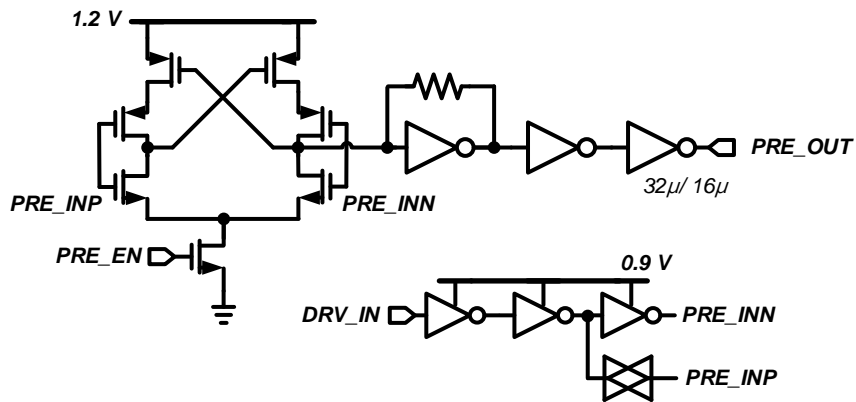 1.2 V
PRE_OUT
32μ/ 16μ
PRE_INP
PRE_INN
PRE_EN
0.9 V
DRV_IN
PRE_INN
PRE_INP